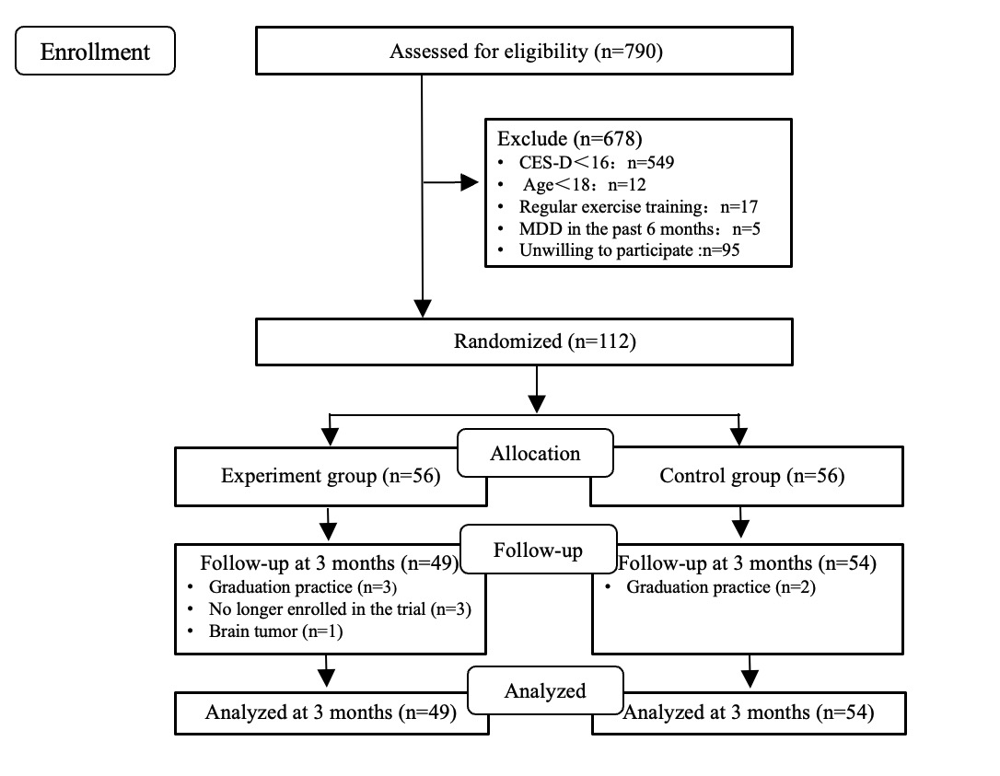 Enrollment
Assessed for eligibility (n=790)
Exclude (n=678)
• CES-D＜16：n=549
• Age＜18：n=12
• Regular exercise training：n=17
• MDD in the past 6 months：n=5
• Unwilling to participate :n=95
Randomized (n=112)
Allocation
Experiment group (n=56)
Control group (n=56)
Follow-up
Follow-up at 3 months (n=49)
• Graduation practice (n=3)
• No longer enrolled in the trial (n=3)
• Brain tumor (n=1)
Follow-up at 3 months (n=54)
• Graduation practice (n=2)
Analyzed
Analyzed at 3 months (n=49)
Analyzed at 3 months (n=54)